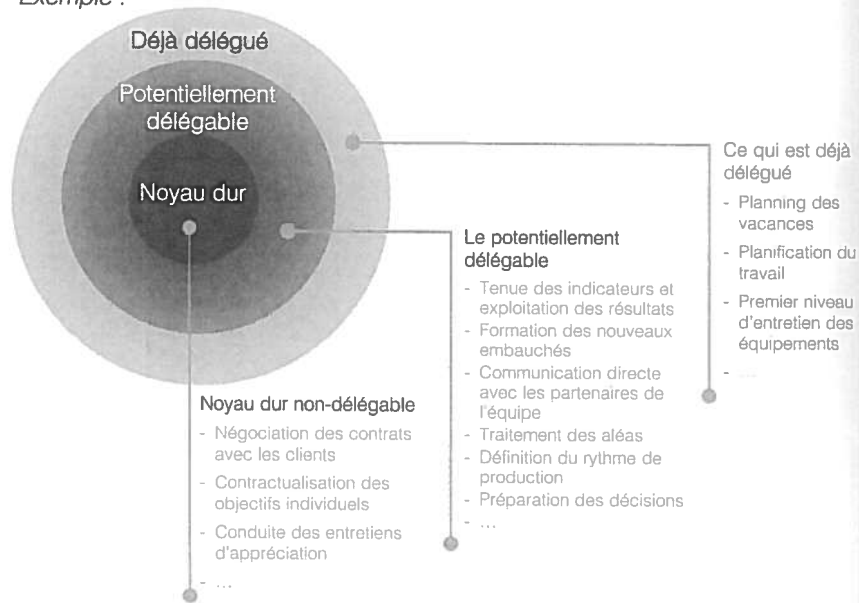 Exemple :
Déjà délégué
Potentiellement
délégable
Noyau dur
Ce qui est déjà
délégué
- Planning des
vacances
- Planification du
travail
- Premier niveau
d'entretien des
équipements
- ...
Le potentiellement
délégable
- Tenue des indicateurs et
exploitation des résultats
- Formation des nouveaux
embauchés
- Communication directe
avec les partenaires de
l'équipe
- Traitement des aléas
- Définition du rythme de
production
- Préparation des décisions
- ...
Noyau dur non-délégable
- Négociation des contrats
avec les clients
- Contractualisation des
objectifs individuels
- Conduite des entretiens
d'appréciation
- ...